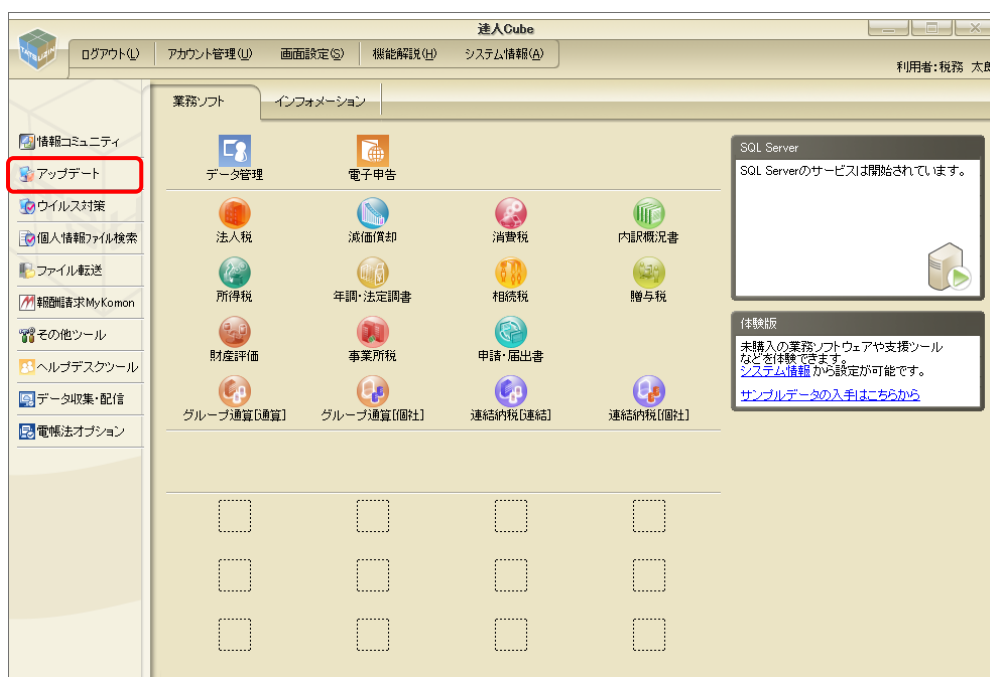 達人Cube
TATSUZIN
ログアウト(L)
アカウント管理(U)
画面設定(S)
機能解説(H)
システム情報(A)
利用者:税務 太郎
業務ソフト
インフォメーション
情報コミュニティ
アップデート
ウイルス対策
個人情報ファイル検索
ファイル転送
報酬請求MyKomon
その他ツール
ヘルプデスクツール
データ収集・配信
電帳法オプション
データ管理
電子申告
法人税
減価償却
消費税
内訳概況書
所得税
年調・法定調書
相続税
贈与税
財産評価
事業所税
申請・届出書
グループ通算[通算]
グループ通算[個社]
連結納税[連結]
連結納税[個社]
SQL Server
SQL Serverのサービスは開始されています。
体験版
未購入の業務ソフトウェアや支援ツール
などを体験できます。
システム情報から設定が可能です。
サンプルデータの入手はこちらから